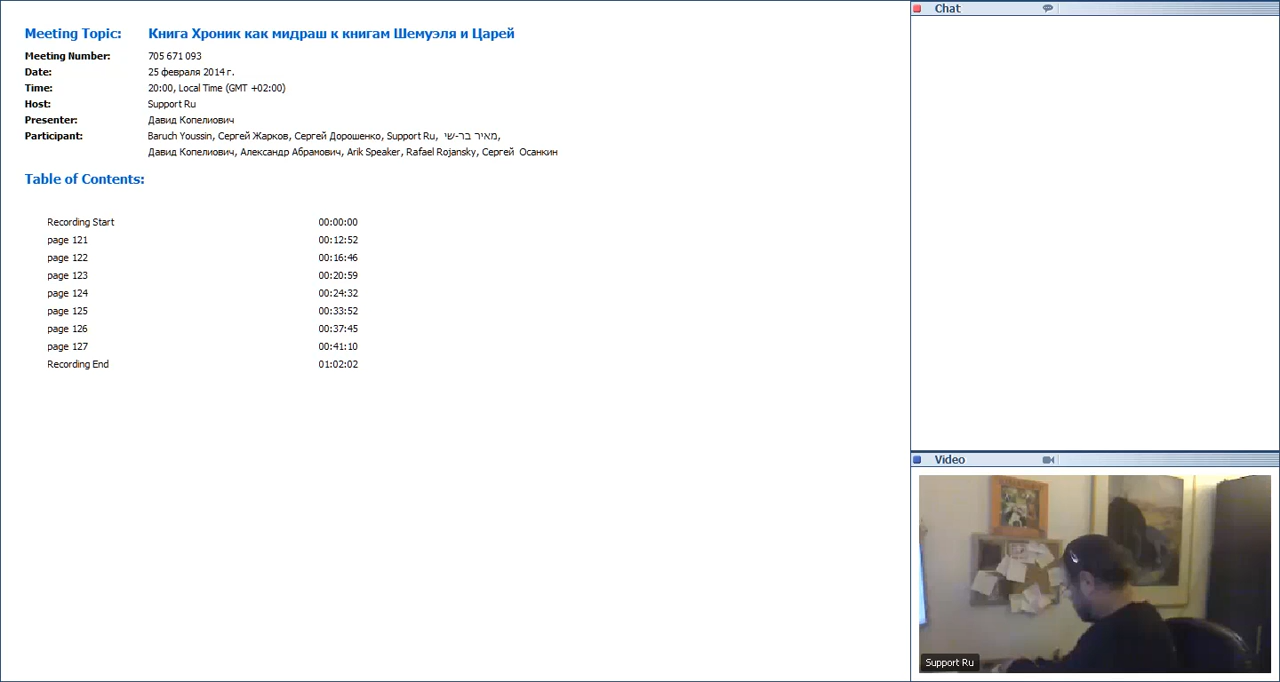 Meeting Topic: Книга Хроник как мидраш к книгам Шемуэля и Царей
Meeting Number: 705 671 093
Date: 25 февраля 2014 г.
Time: 20:00, Local Time (GMT +02:00)
Host: Support Ru
Presenter: Давид Копелиович
Participant: Baruch Youssin, Сергей Жарков, Сергей Дорошенко, Support Ru, מאיר בר-שי,
Давид Копелиович, Александр Абрамович, Arik Speaker, Rafael Rojansky, Сергей Осанкин
Table of Contents:
Recording Start 00:00:00
page 121 00:12:52
page 122 00:16:46
page 123 00:20:59
page 124 00:24:32
page 125 00:33:52
page 126 00:37:45
page 127 00:41:10
Recording End 01:02:02
Chat
Video
Support Ru